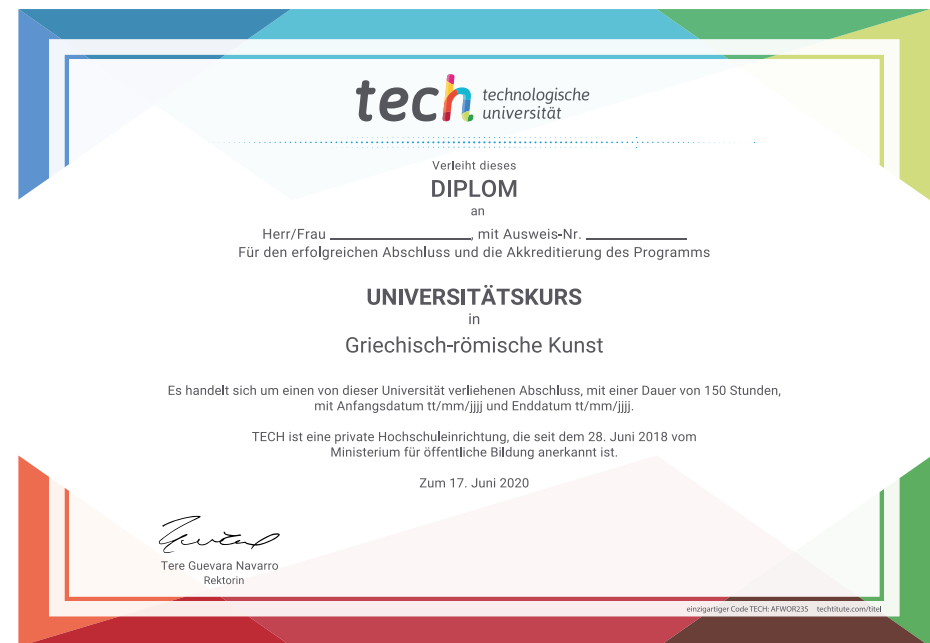 tech technologische
universität
Verleiht dieses
DIPLOM
an
Herr/Frau ____________, mit Ausweis-Nr. ____________
Für den erfolgreichen Abschluss und die Akkreditierung des Programms
UNIVERSITÄTSKURS
in
Griechisch-römische Kunst
Es handelt sich um einen von dieser Universität verliehenen Abschluss, mit einer Dauer von 150 Stunden,
mit Anfangsdatum tt/mm/jjjj und Enddatum tt/mm/jjjj.
TECH ist eine private Hochschuleinrichtung, die seit dem 28. Juni 2018 vom
Ministerium für öffentliche Bildung anerkannt ist.
Zum 17. Juni 2020
Tere Guevara Navarro
Rektorin
einzigartiger Code TECH: AFWOR23S techtitute.com/titel